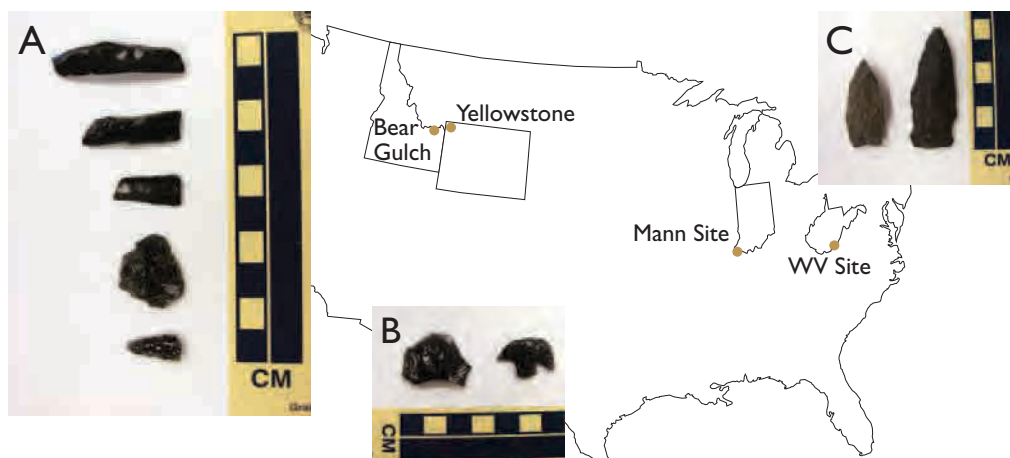 A
CM
Bear
Gulch
Yellowstone
Mann Site
WV Site
B
CM
C
CM